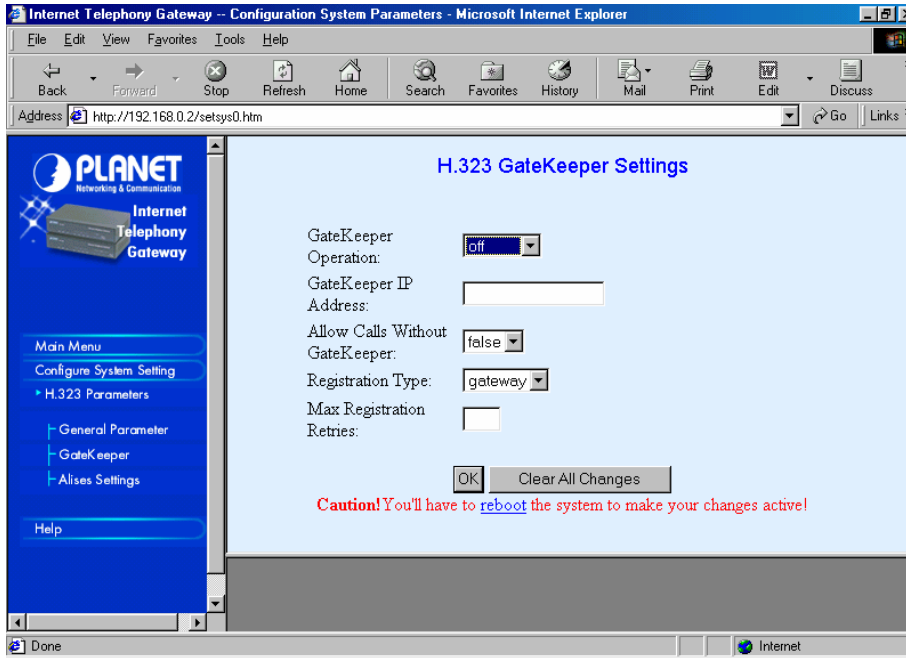 Internet Telephony Gateway -- Configuration System Parameters - Microsoft Internet Explorer
File Edit View Favorites Tools Help
Back Forward Stop Refresh Home Search Favorites History Mail Print Edit Discuss
Address http://192.168.0.2/setsys0.htm Go Links
PLANET
Networking & Communication
Internet
Telephony
Gateway
Main Menu
Configure System Setting
H.323 Parameters
General Parameter
GateKeeper
Alises Settings
Help
H.323 GateKeeper Settings
GateKeeper
Operation: off
GateKeeper IP
Address:
Allow Calls Without
GateKeeper: false
Registration Type: gateway
Max Registration
Retries:
OK Clear All Changes
Caution! You'll have to reboot the system to make your changes active!
Done Internet